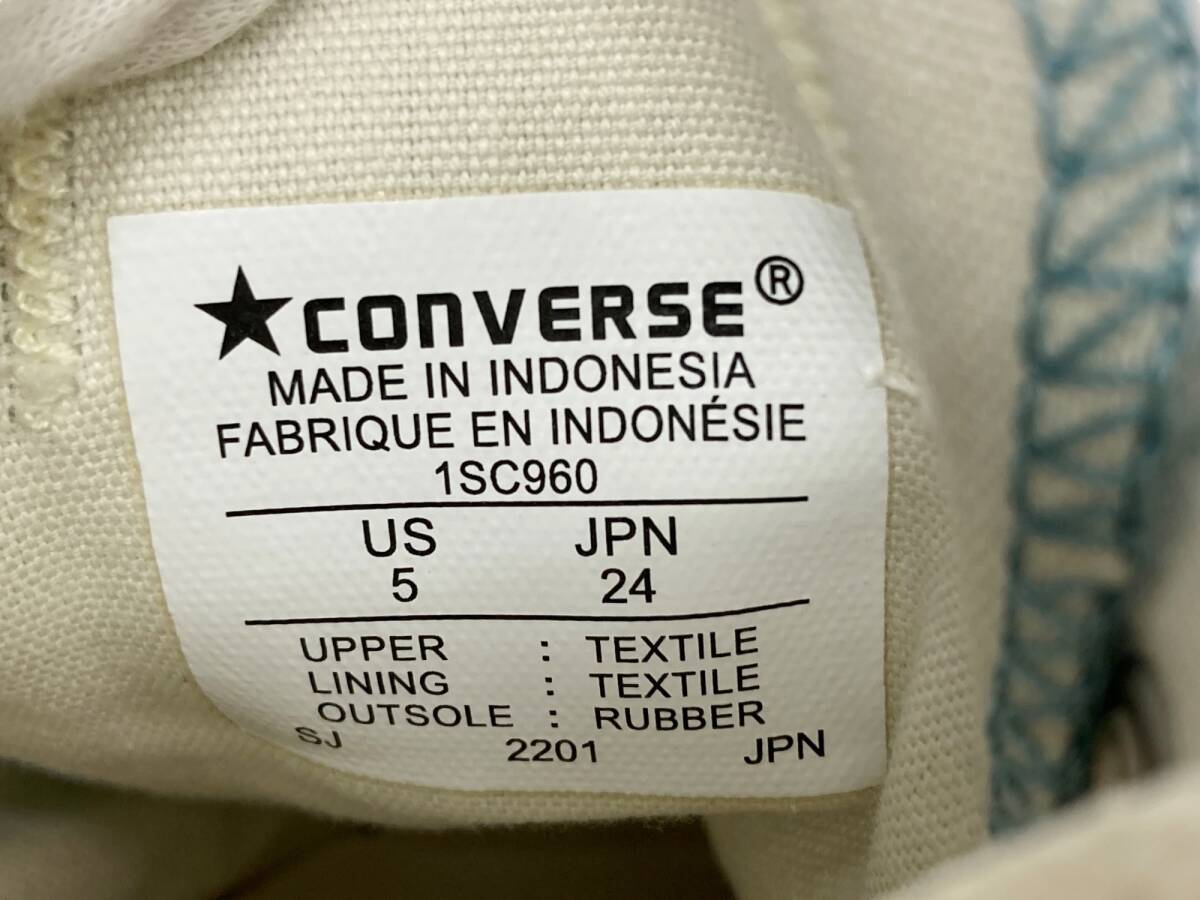 ★CONVERSE®
MADE IN INDONESIA
FABRIQUE EN INDONÉSIE
1SC960
US JPN
5 24
UPPER : TEXTILE
LINING : TEXTILE
OUTSOLE : RUBBER
SJ 2201 JPN